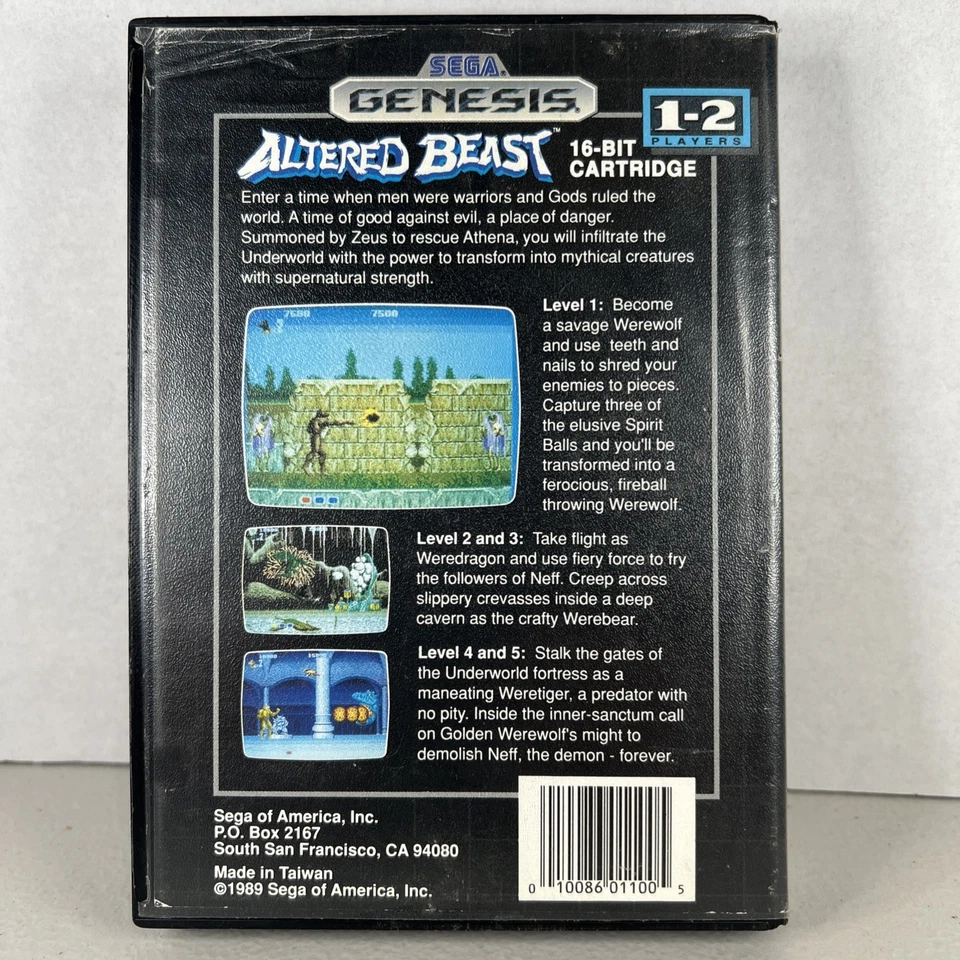 SEGA®
GENESIS™
1-2
PLAYERS
ALTERED BEAST™
16-BIT
CARTRIDGE
Enter a time when men were warriors and Gods ruled the
world. A time of good against evil, a place of danger.
Summoned by Zeus to rescue Athena, you will infiltrate the
Underworld with the power to transform into mythical creatures
with supernatural strength.
7500 7500
Level 1: Become
a savage Werewolf
and use teeth and
nails to shred your
enemies to pieces.
Capture three of
the elusive Spirit
Balls and you'll be
transformed into a
ferocious, fireball
throwing Werewolf.
Level 2 and 3: Take flight as
Weredragon and use fiery force to fry
the followers of Neff. Creep across
slippery crevasses inside a deep
cavern as the crafty Werebear.
Level 4 and 5: Stalk the gates of
the Underworld fortress as a
maneating Weretiger, a predator with
no pity. Inside the inner-sanctum call
on Golden Werewolf's might to
demolish Neff, the demon - forever.
Sega of America, Inc.
P.O. Box 2167
South San Francisco, CA 94080
Made in Taiwan
©1989 Sega of America, Inc.
0 10086 01100 5